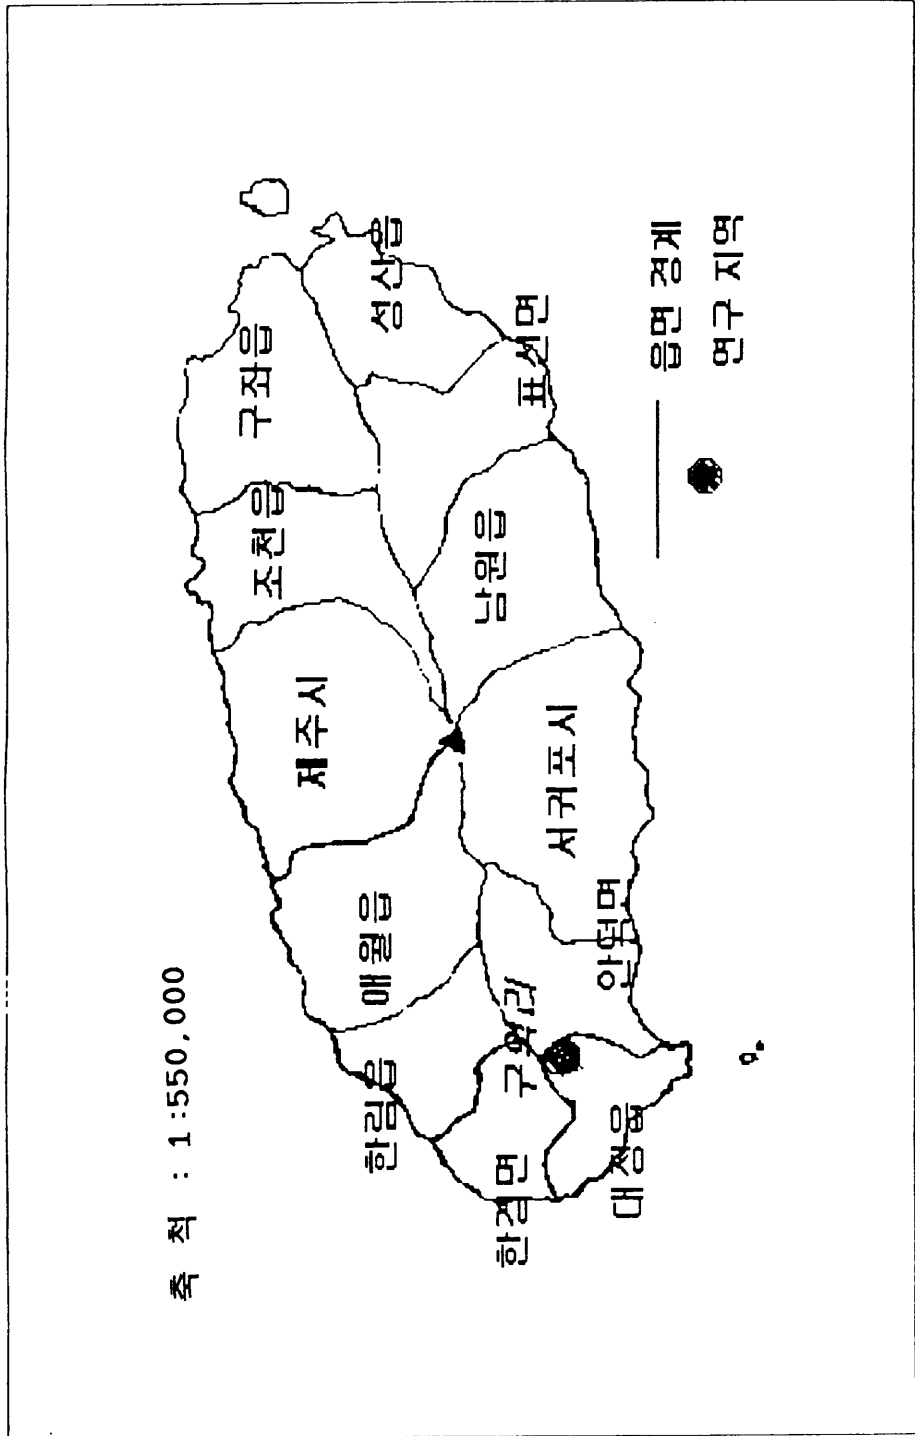 축 척 : 1:550,000
구좌읍
조천읍
제주시
성산읍
애월읍
한림읍
표선면
남원읍
서귀포시
안덕면
구억리
한경면
대정읍
읍면 경계
연구 지역